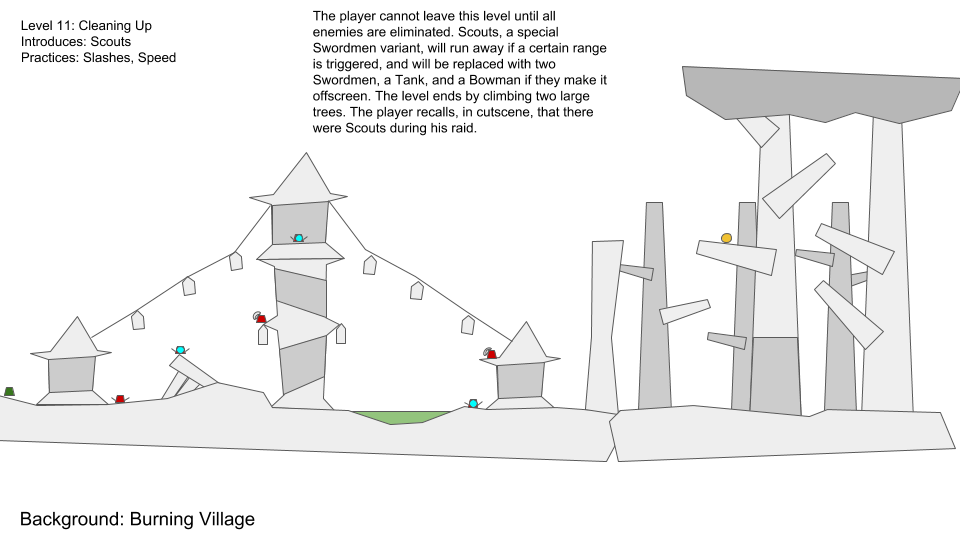 Level 11: Cleaning Up
Introduces: Scouts
Practices: Slashes, Speed
The player cannot leave this level until all
enemies are eliminated. Scouts, a special
Swordmen variant, will run away if a certain range
is triggered, and will be replaced with two
Swordmen, a Tank, and a Bowman if they make it
offscreen. The level ends by climbing two large
trees. The player recalls, in cutscene, that there
were Scouts during his raid.
Background: Burning Village